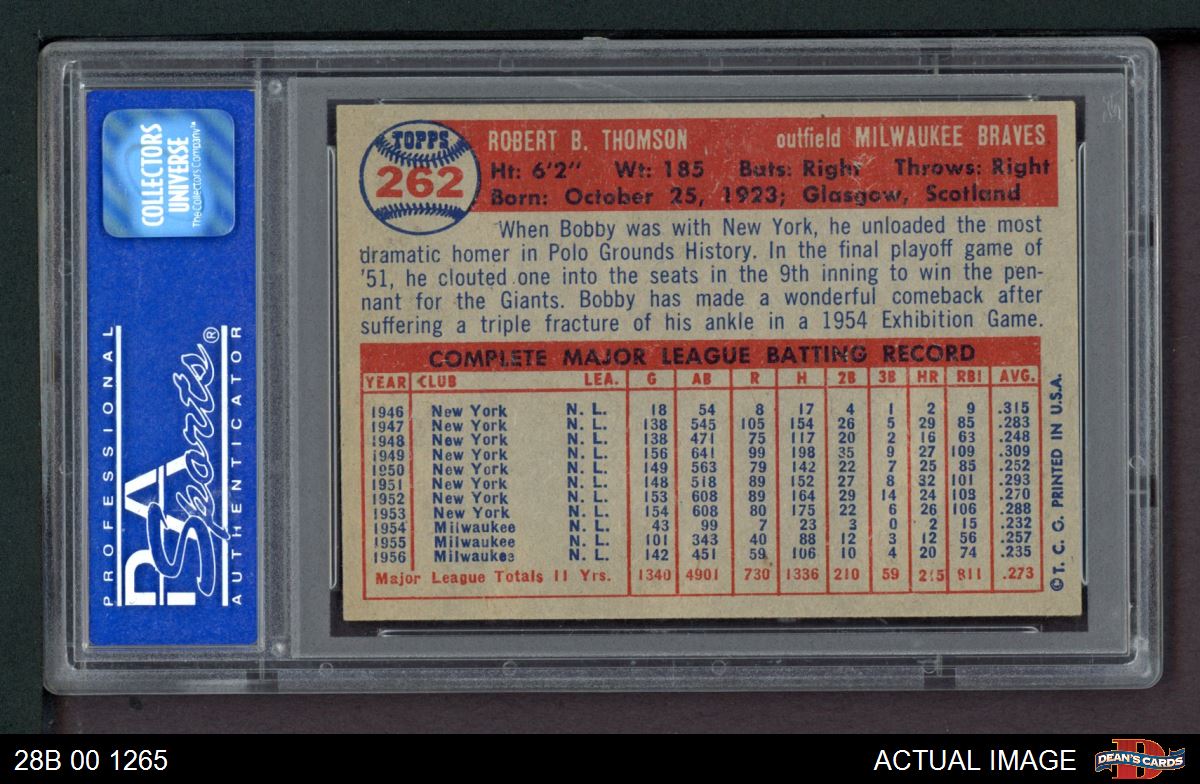 COLLECTORS
UNIVERSE
The Collectors Company™
PROFESSIONAL
PSA
Sports®
AUTHENTICATOR
TOPPS
262
ROBERT B. THOMSON outfield MILWAUKEE BRAVES
Ht: 6'2" Wt: 185 Bats: Right Throws: Right
Born: October 25, 1923; Glasgow, Scotland
When Bobby was with New York, he unloaded the most
dramatic homer in Polo Grounds History. In the final playoff game of
'51, he clouted one into the seats in the 9th inning to win the pen-
nant for the Giants. Bobby has made a wonderful comeback after
suffering a triple fracture of his ankle in a 1954 Exhibition Game.
COMPLETE MAJOR LEAGUE BATTING RECORD
YEAR CLUB LEA. G AB R H 2B 3B HR RBI AVG.
1946 New York N. L. 18 54 8 17 4 1 2 9 .315
1947 New York N. L. 138 545 105 154 26 5 29 85 .283
1948 New York N. L. 138 471 75 117 20 2 16 63 .248
1949 New York N. L. 156 641 99 198 35 9 27 109 .309
1950 New York N. L. 149 563 79 142 22 7 25 85 .252
1951 New York N. L. 148 518 89 152 27 8 32 101 .293
1952 New York N. L. 153 608 89 164 29 14 24 108 .270
1953 New York N. L. 154 608 80 175 22 6 26 106 .288
1954 Milwaukee N. L. 43 99 7 23 3 0 2 15 .232
1955 Milwaukee N. L. 101 343 40 88 12 3 12 56 .257
1956 Milwaukee N. L. 142 451 59 106 10 4 20 74 .235
Major League Totals 11 Yrs. 1340 4901 730 1336 210 59 215 811 .273
©T. C. G. PRINTED IN U.S.A.
28B 00 1265
ACTUAL IMAGE
DEAN'S CARDS